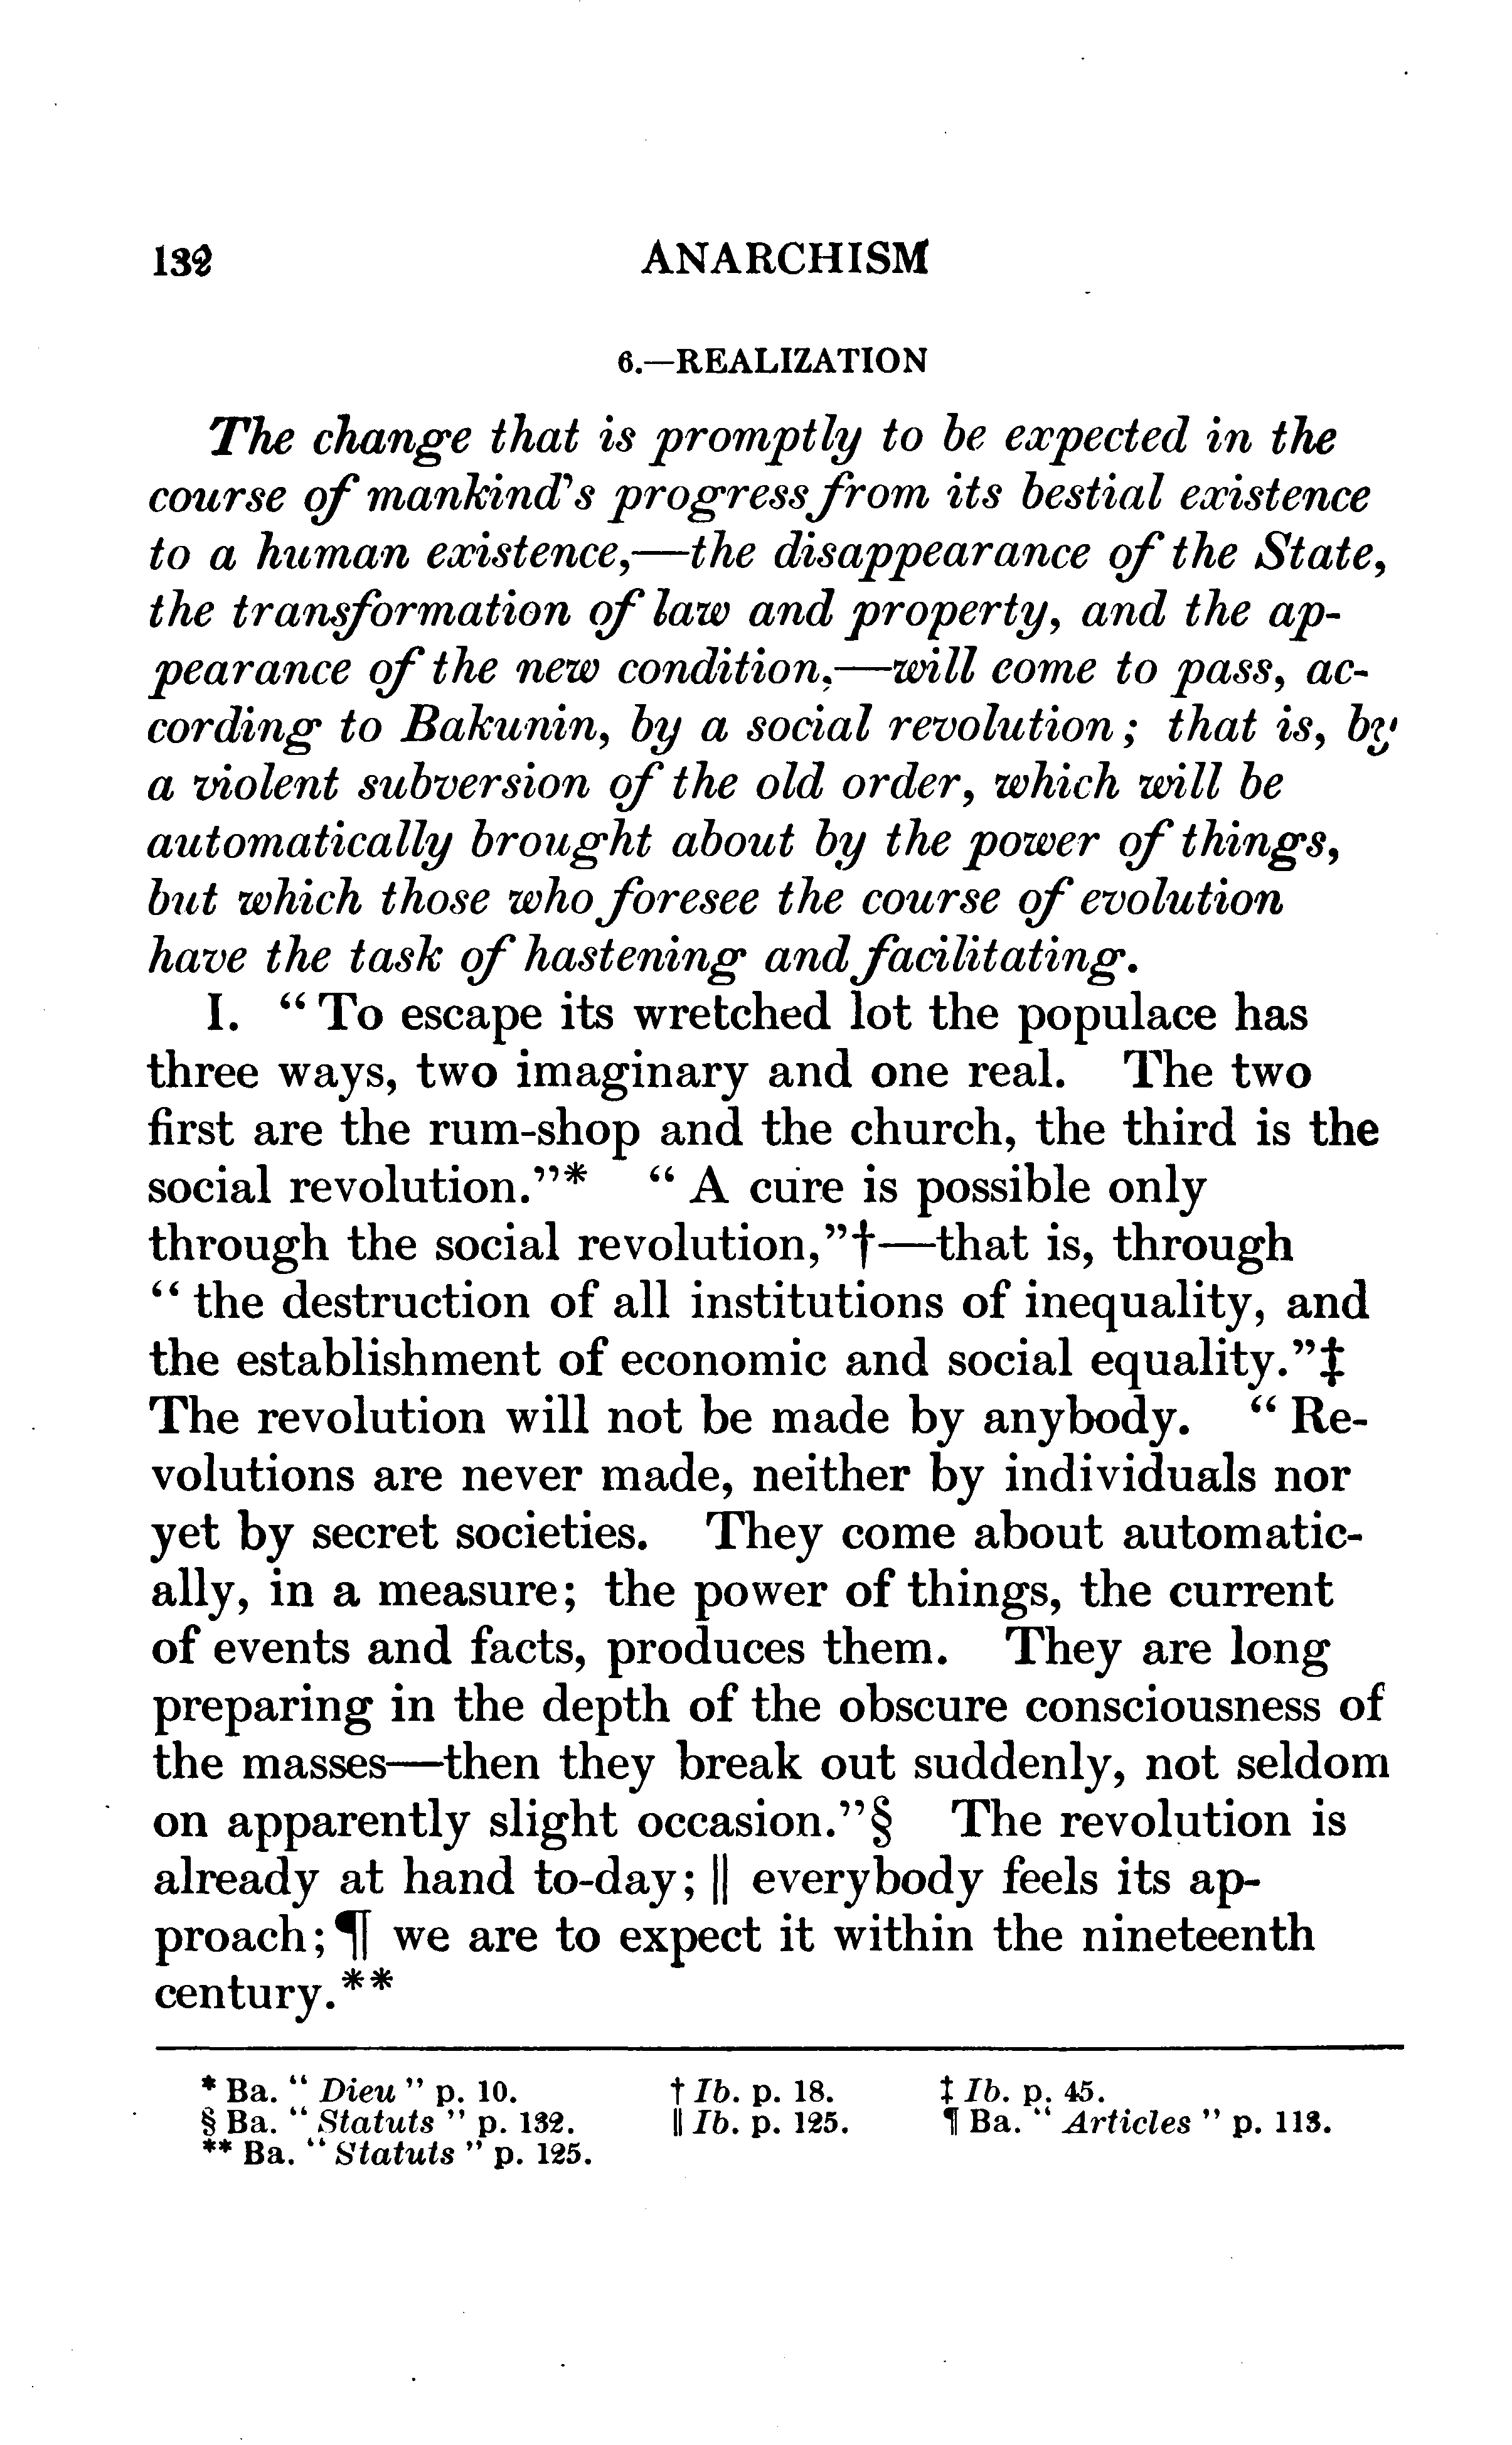 132 ANARCHISM
6.—REALIZATION
The change that is promptly to be expected in the
course of mankind's progress from its bestial existence
to a human existence,—the disappearance of the State,
the transformation of law and property, and the ap-
pearance of the new condition,—will come to pass, ac-
cording to Bakunin, by a social revolution; that is, by
a violent subversion of the old order, which will be
automatically brought about by the power of things,
but which those who foresee the course of evolution
have the task of hastening and facilitating.
I. “To escape its wretched lot the populace has
three ways, two imaginary and one real. The two
first are the rum-shop and the church, the third is the
social revolution.”* “A cure is possible only
through the social revolution,”†—that is, through
“the destruction of all institutions of inequality, and
the establishment of economic and social equality.”‡
The revolution will not be made by anybody. “Re-
volutions are never made, neither by individuals nor
yet by secret societies. They come about automatic-
ally, in a measure; the power of things, the current
of events and facts, produces them. They are long
preparing in the depth of the obscure consciousness of
the masses—then they break out suddenly, not seldom
on apparently slight occasion.”§ The revolution is
already at hand to-day; || everybody feels its ap-
proach;¶ we are to expect it within the nineteenth
century.**
* Ba. “Dieu” p. 10. † Ib. p. 18. ‡ Ib. p. 45.
§ Ba. “Statuts” p. 132. || Ib. p. 125. ¶ Ba. “Articles” p. 113.
** Ba. “Statuts” p. 125.